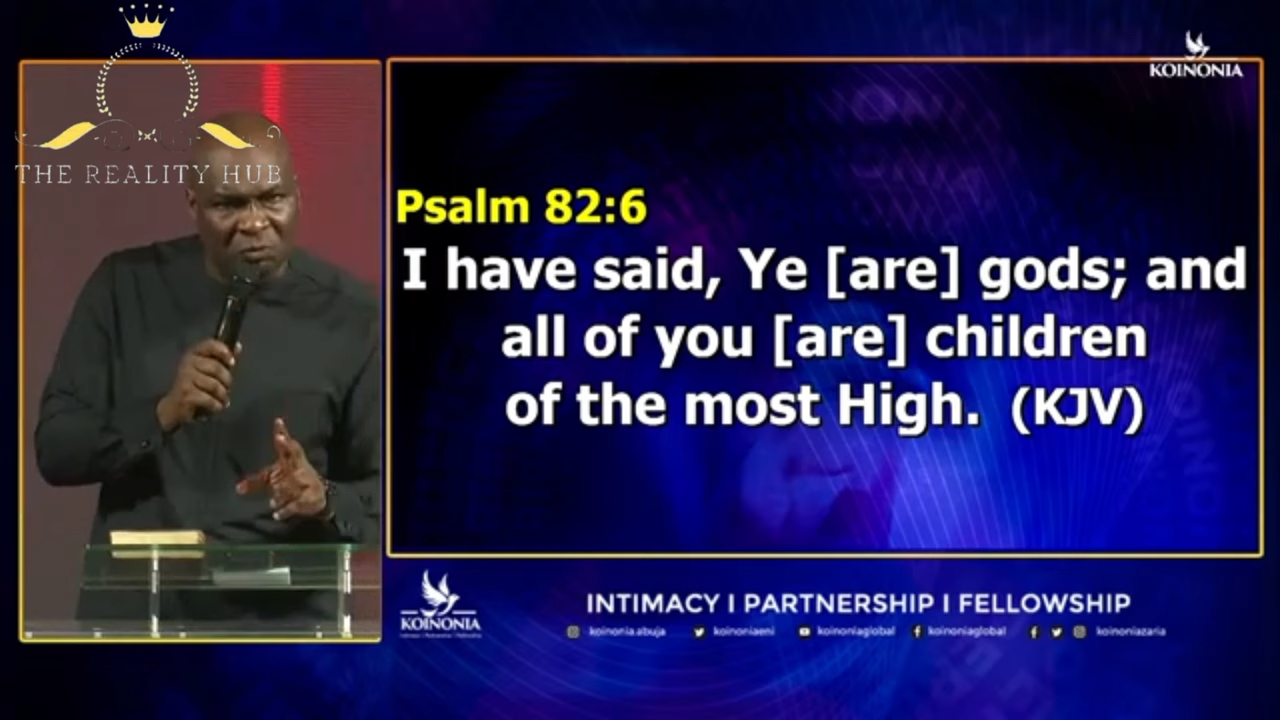 THE REALITY HUB
KOINONIA
Psalm 82:6
I have said, Ye [are] gods; and
all of you [are] children
of the most High. (KJV)
KOINONIA
INTIMACY I PARTNERSHIP I FELLOWSHIP
koinonia.abuja koinoniaeni koinoniaglobal koinoniaglobal koinoniazaria